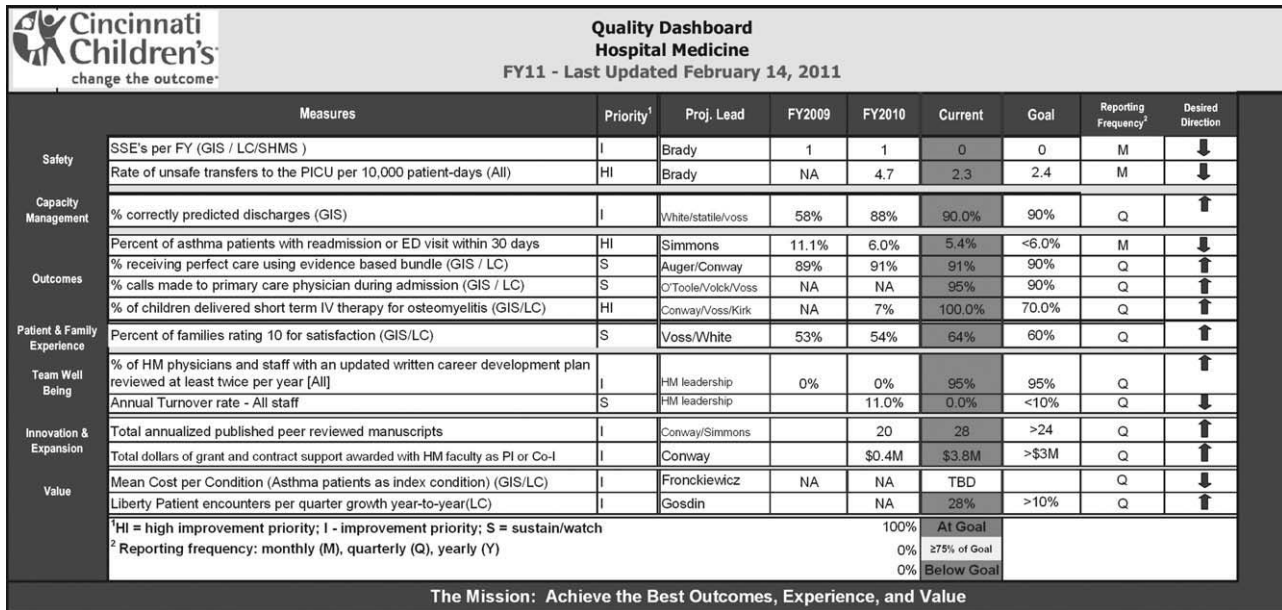 Cincinnati
Children's
change the outcome
Quality Dashboard
Hospital Medicine
FY11 - Last Updated February 14, 2011
Measures Priority1 Proj. Lead FY2009 FY2010 Current Goal Reporting Frequency2 Desired Direction
Safety
SSE's per FY (GIS / LC/SHMS ) I Brady 1 1 0 0 M
Rate of unsafe transfers to the PICU per 10,000 patient-days (All) HI Brady NA 4.7 2.3 2.4 M
Capacity Management
% correctly predicted discharges (GIS) I White/statile/voss 58% 88% 90.0% 90% Q
Outcomes
Percent of asthma patients with readmission or ED visit within 30 days HI Simmons 11.1% 6.0% 5.4% <6.0% M
% receiving perfect care using evidence based bundle (GIS / LC) S Auger/Conway 89% 91% 91% 90% Q
% calls made to primary care physician during admission (GIS / LC) S O'Toole/Volck/Voss NA NA 95% 90% Q
% of children delivered short term IV therapy for osteomyelitis (GIS/LC) HI Conway/Voss/Kirk NA 7% 100.0% 70.0% Q
Patient & Family Experience
Percent of families rating 10 for satisfaction (GIS/LC) S Voss/White 53% 54% 64% 60% Q
Team Well Being
% of HM physicians and staff with an updated written career development plan
reviewed at least twice per year [All] I HM leadership 0% 0% 95% 95% Q
Annual Turnover rate - All staff S HM leadership 11.0% 0.0% <10% Q
Innovation & Expansion
Total annualized published peer reviewed manuscripts I Conway/Simmons 20 28 >24 Q
Total dollars of grant and contract support awarded with HM faculty as PI or Co-I I Conway $0.4M $3.8M >$3M Q
Value
Mean Cost per Condition (Asthma patients as index condition) (GIS/LC) I Fronckiewicz NA NA TBD Q
Liberty Patient encounters per quarter growth year-to-year(LC) I Gosdin NA 28% >10% Q
1HI = high improvement priority; I - improvement priority; S = sustain/watch 100% At Goal
2 Reporting frequency: monthly (M), quarterly (Q), yearly (Y) 0% ≥75% of Goal
0% Below Goal
The Mission: Achieve the Best Outcomes, Experience, and Value